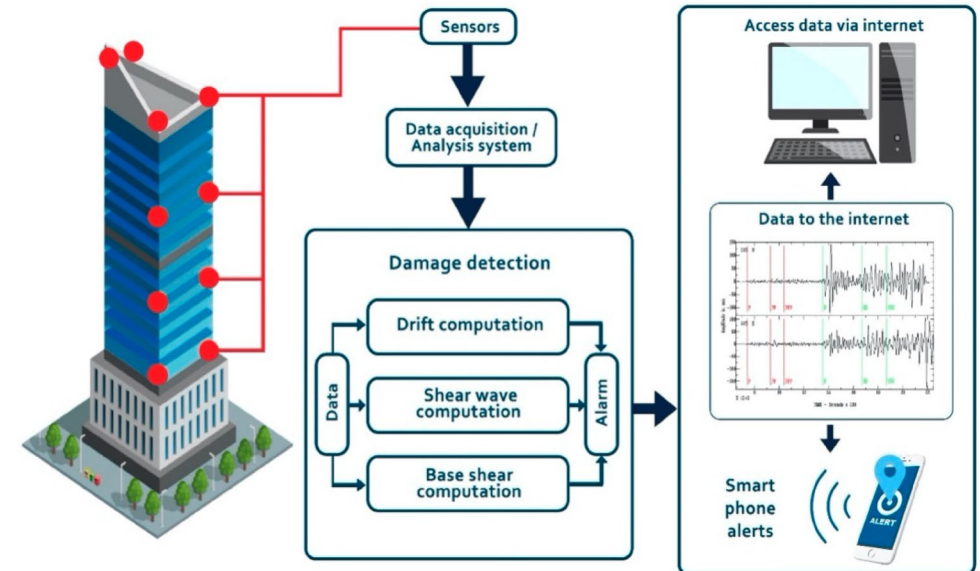 Sensors
Data acquisition /
Analysis system
Damage detection
Data
Drift computation
Shear wave
computation
Base shear
computation
Alarm
Access data via internet
Data to the internet
Smart
phone
alerts
ALERT